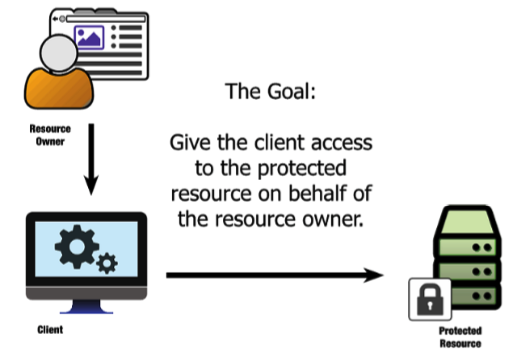 The Goal:
Resource
Owner
Give the client access
to the protected
resource on behalf of
the resource owner.
Client
Protected
Resource